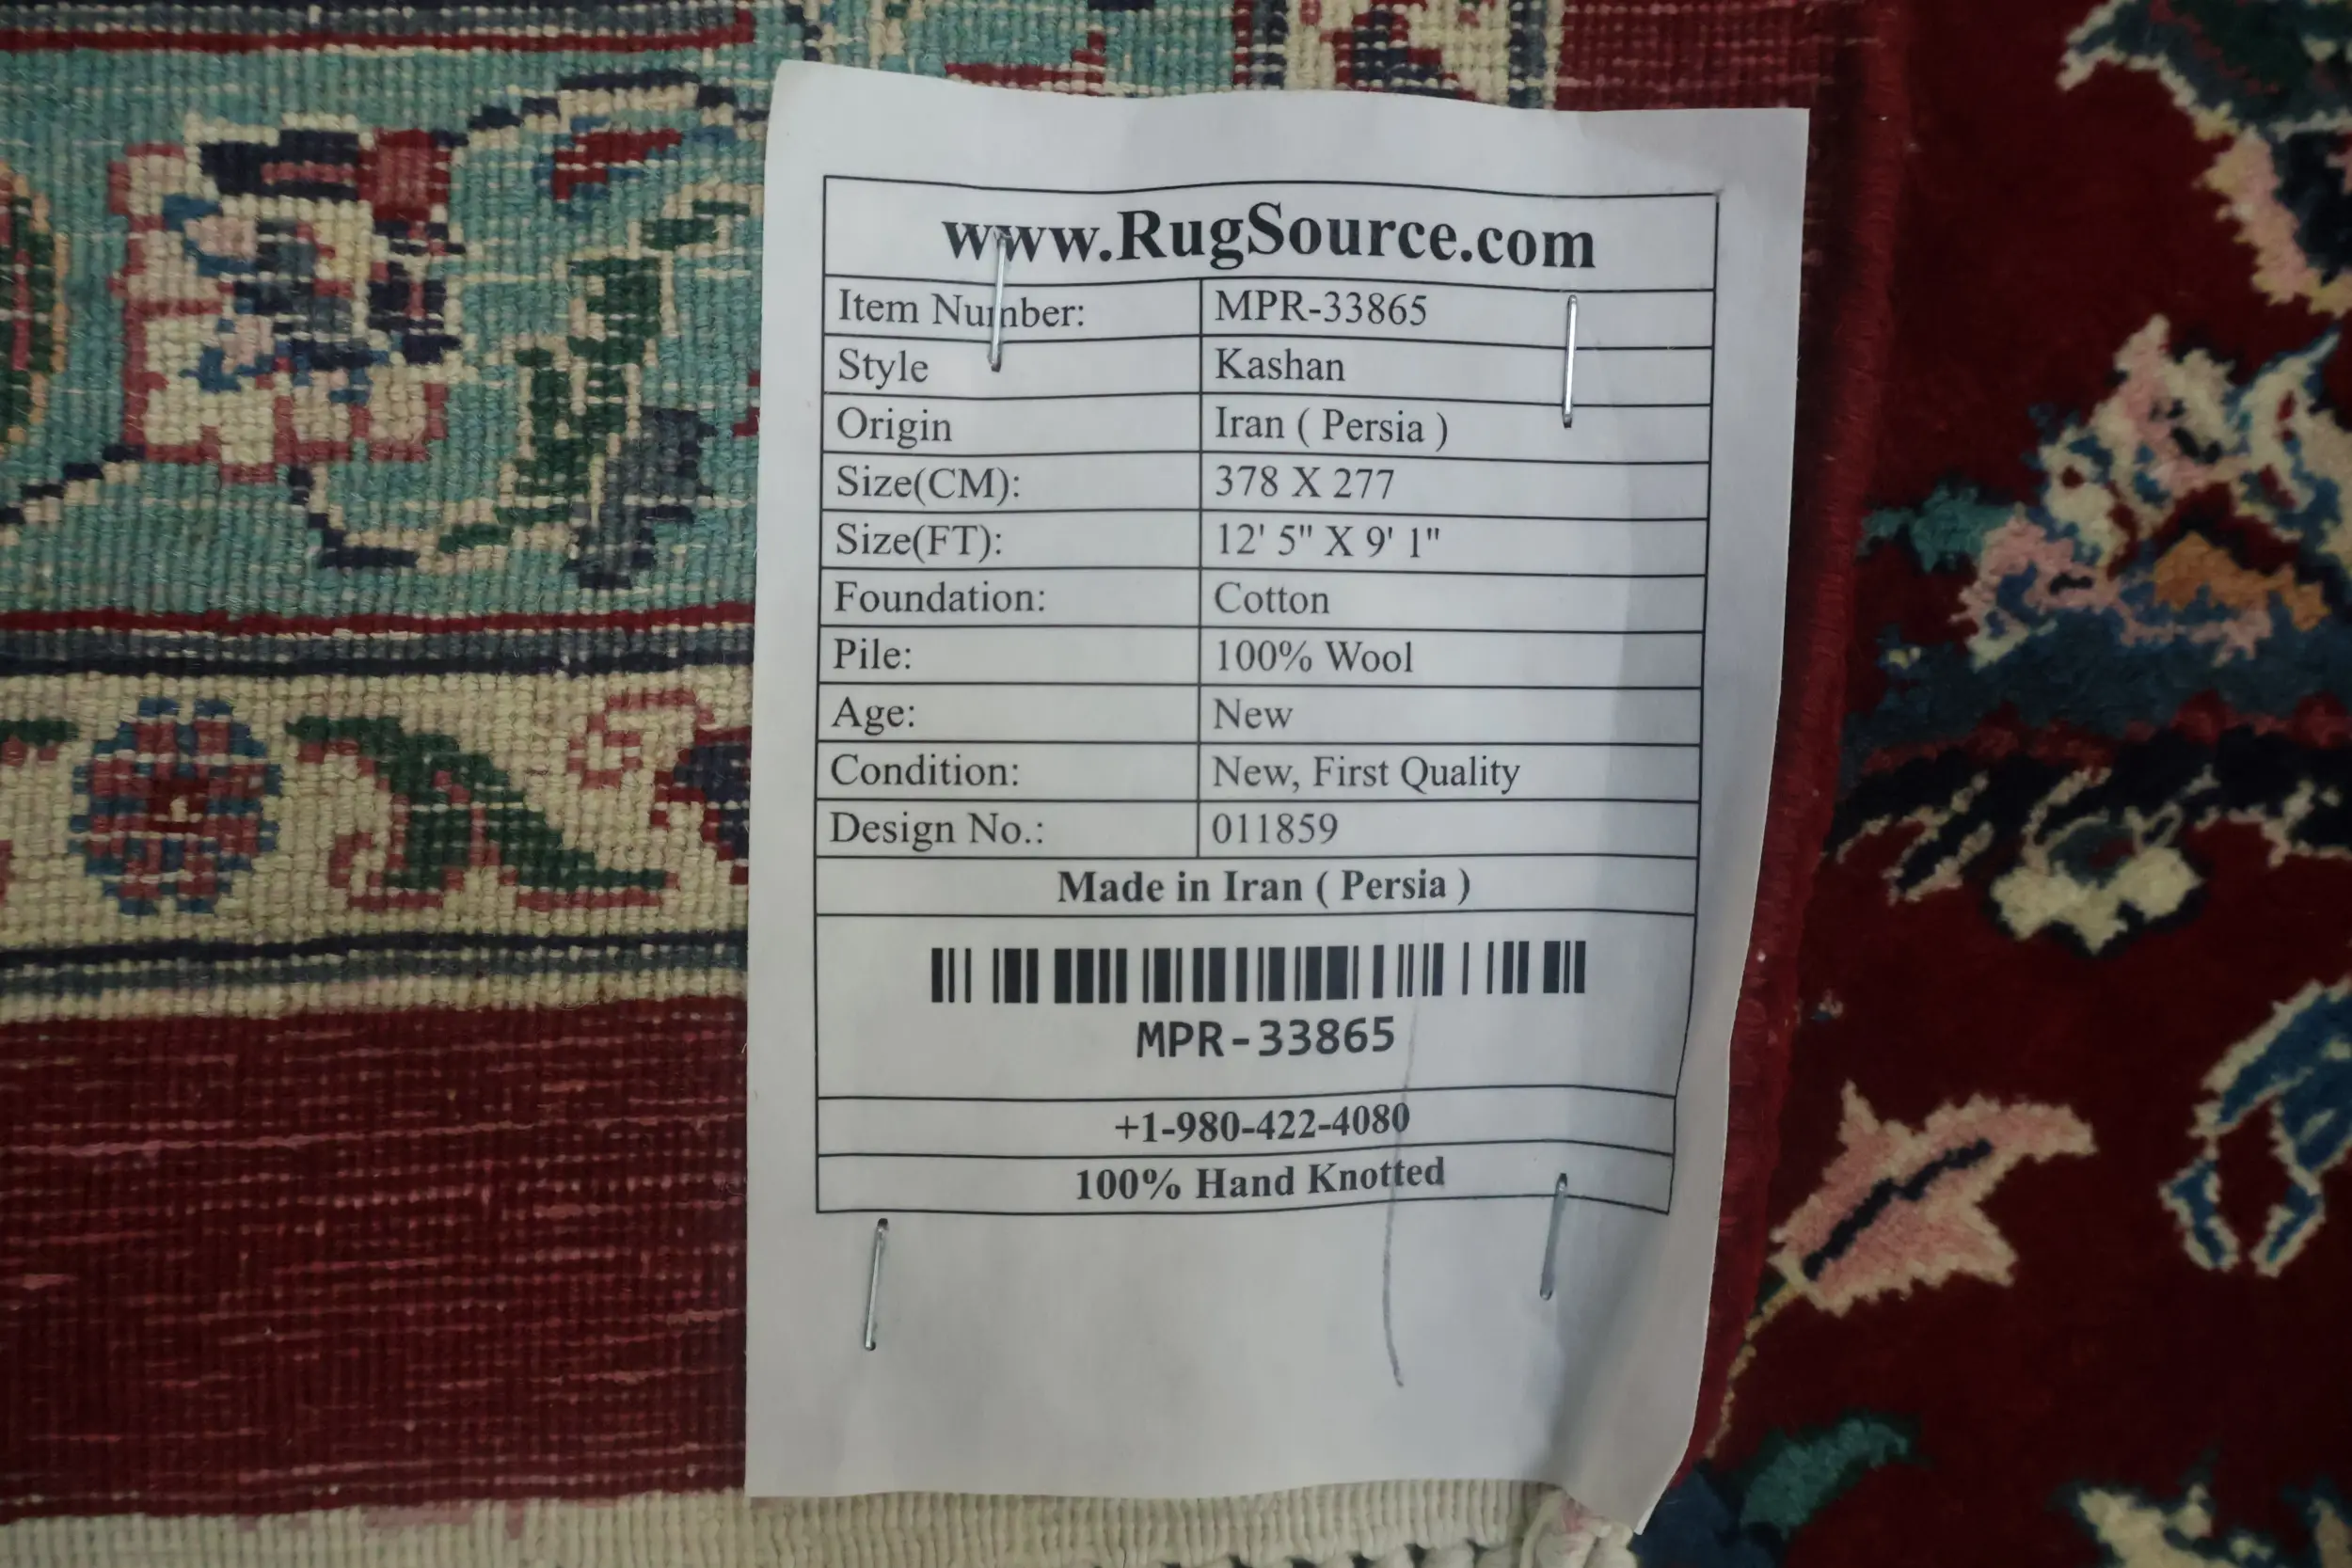 www.RugSource.com
Item Number: MPR-33865
Style Kashan
Origin Iran ( Persia )
Size(CM): 378 X 277
Size(FT): 12' 5" X 9' 1"
Foundation: Cotton
Pile: 100% Wool
Age: New
Condition: New, First Quality
Design No.: 011859
Made in Iran ( Persia )
MPR-33865
+1-980-422-4080
100% Hand Knotted